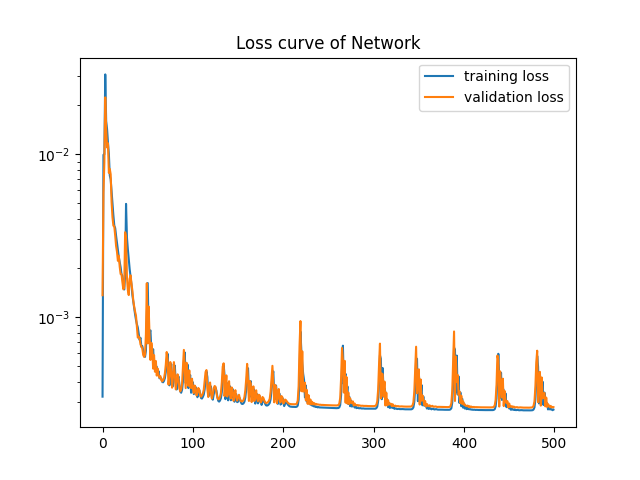 Loss curve of Network
training loss
validation loss
10⁻²
10⁻³
0 100 200 300 400 500